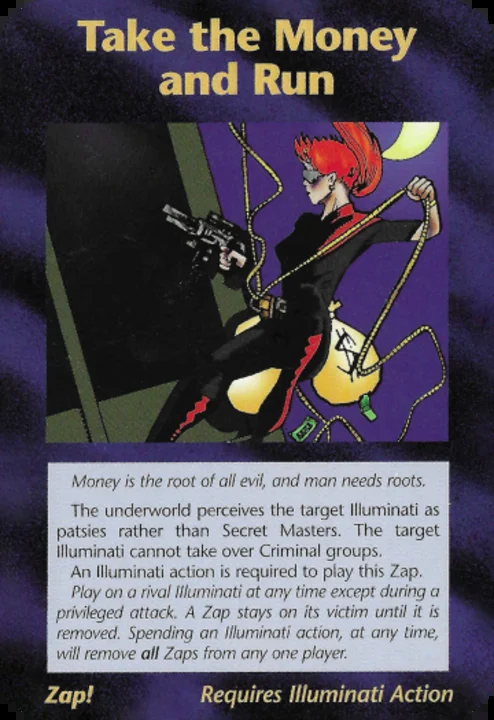 Take the Money
and Run
$
Money is the root of all evil, and man needs roots.
The underworld perceives the target Illuminati as
patsies rather than Secret Masters. The target
Illuminati cannot take over Criminal groups.
An Illuminati action is required to play this Zap.
Play on a rival Illuminati at any time except during a
privileged attack. A Zap stays on its victim until it is
removed. Spending an Illuminati action, at any time,
will remove all Zaps from any one player.
Zap!
Requires Illuminati Action